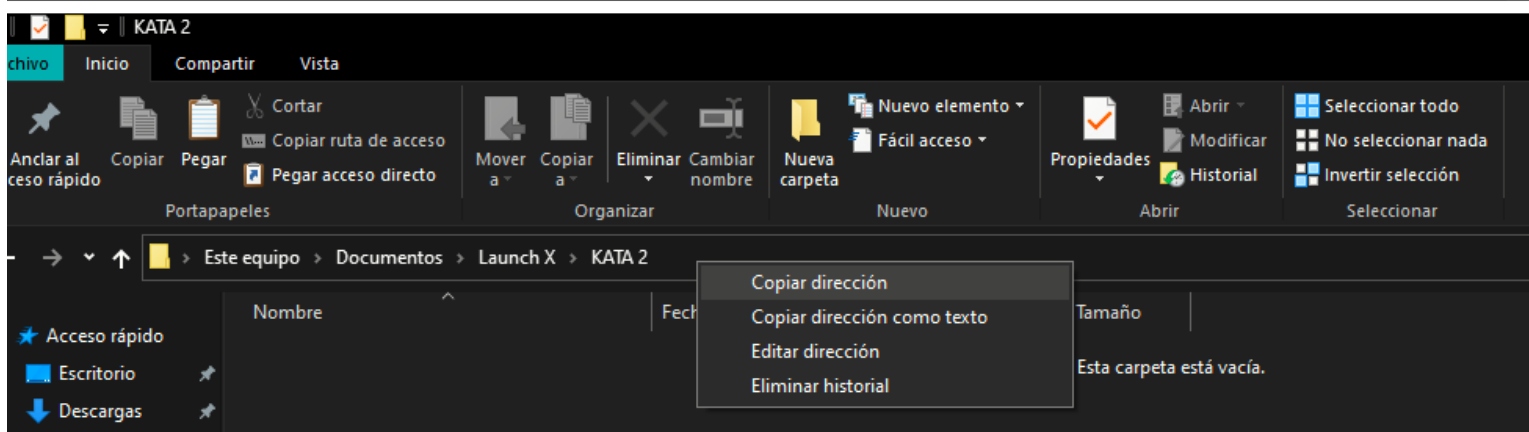 KATA 2
chivo Inicio Compartir Vista
Anclar al
ceso rápido
Copiar
Pegar
Cortar
Copiar ruta de acceso
Pegar acceso directo
Portapapeles
Mover
a
Copiar
a
Eliminar
Cambiar
nombre
Organizar
Nueva
carpeta
Nuevo elemento
Fácil acceso
Nuevo
Propiedades
Abrir
Modificar
Historial
Abrir
Seleccionar todo
No seleccionar nada
Invertir selección
Seleccionar
Este equipo > Documentos > Launch X > KATA 2
Copiar dirección
Copiar dirección como texto
Editar dirección
Eliminar historial
Nombre Fech Tamaño
Esta carpeta está vacía.
Acceso rápido
Escritorio
Descargas